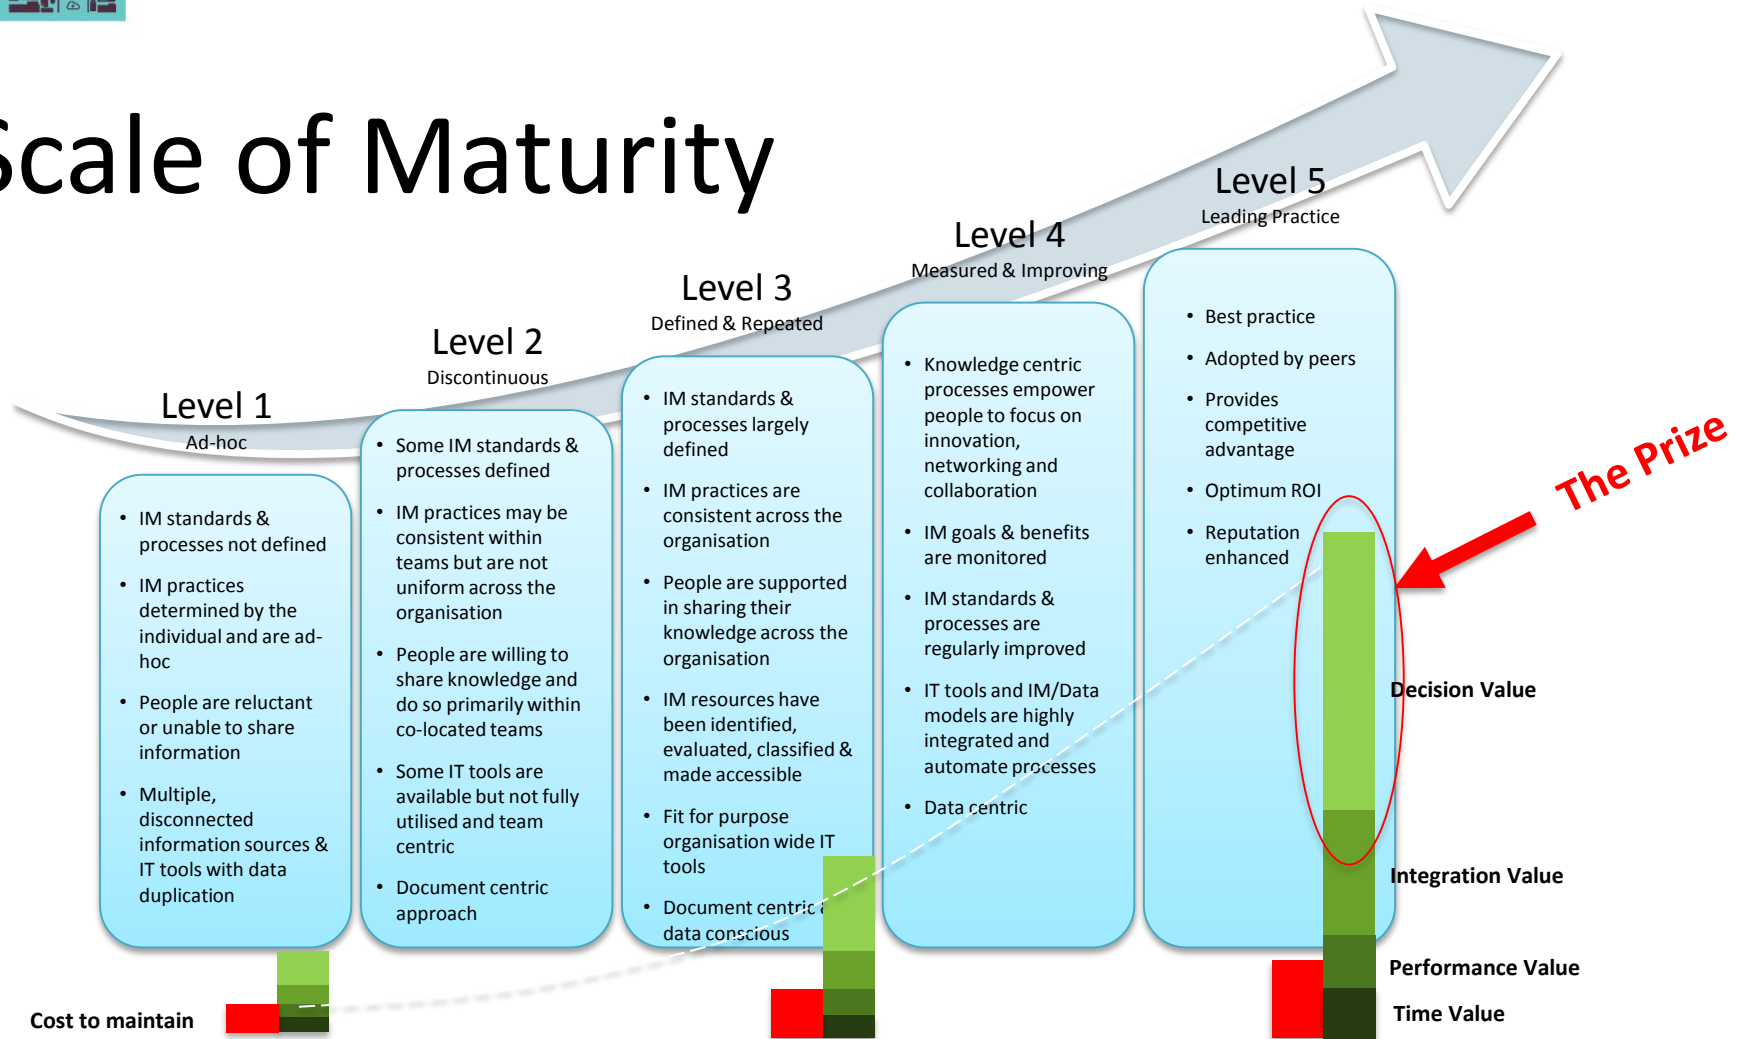 Scale of Maturity
Level 1
Ad-hoc
• IM standards &
processes not defined
• IM practices
determined by the
individual and are ad-
hoc
• People are reluctant
or unable to share
information
• Multiple,
disconnected
information sources &
IT tools with data
duplication
Level 2
Discontinuous
• Some IM standards &
processes defined
• IM practices may be
consistent within
teams but are not
uniform across the
organisation
• People are willing to
share knowledge and
do so primarily within
co-located teams
• Some IT tools are
available but not fully
utilised and team
centric
• Document centric
approach
Level 3
Defined & Repeated
• IM standards &
processes largely
defined
• IM practices are
consistent across the
organisation
• People are supported
in sharing their
knowledge across the
organisation
• IM resources have
been identified,
evaluated, classified &
made accessible
• Fit for purpose
organisation wide IT
tools
• Document centric &
data conscious
Level 4
Measured & Improving
• Knowledge centric
processes empower
people to focus on
innovation,
networking and
collaboration
• IM goals & benefits
are monitored
• IM standards &
processes are
regularly improved
• IT tools and IM/Data
models are highly
integrated and
automate processes
• Data centric
Level 5
Leading Practice
• Best practice
• Adopted by peers
• Provides
competitive
advantage
• Optimum ROI
• Reputation
enhanced
The Prize
Decision Value
Integration Value
Performance Value
Time Value
Cost to maintain